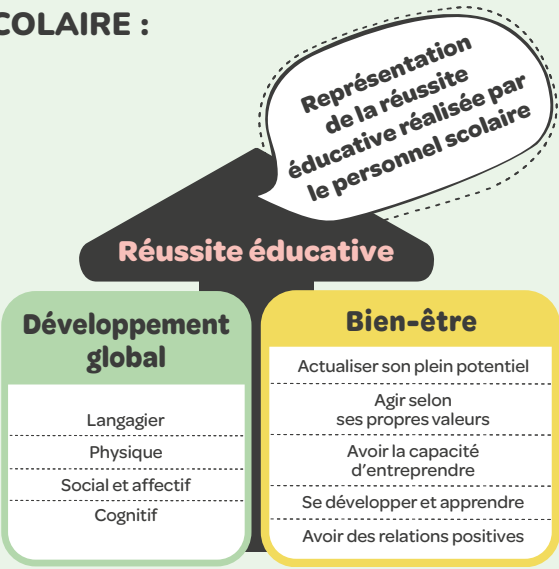 COLAIRE :
Représentation
de la réussite
éducative réalisée par
le personnel scolaire
Réussite éducative
Développement
global
Langagier
Physique
Social et affectif
Cognitif
Bien-être
Actualiser son plein potentiel
Agir selon
ses propres valeurs
Avoir la capacité
d’entreprendre
Se développer et apprendre
Avoir des relations positives